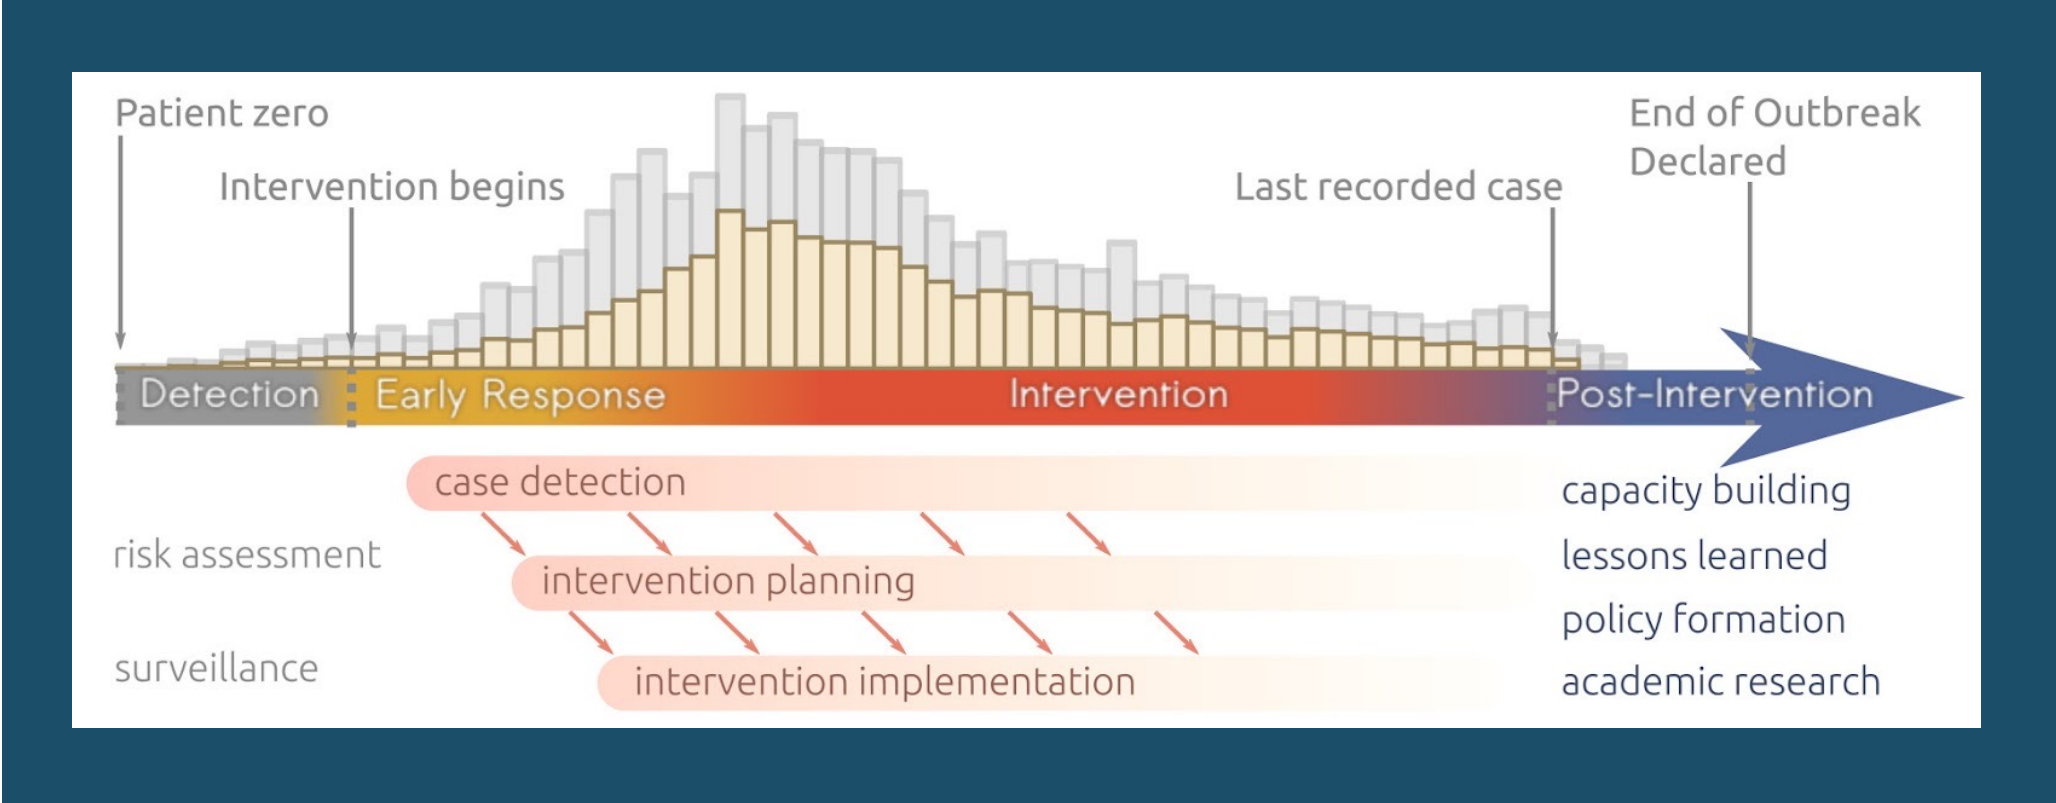 Patient zero
Intervention begins
Last recorded case
End of Outbreak
Declared
Detection
Early Response
Intervention
Post-Intervention
case detection
risk assessment
intervention planning
surveillance
intervention implementation
capacity building
lessons learned
policy formation
academic research